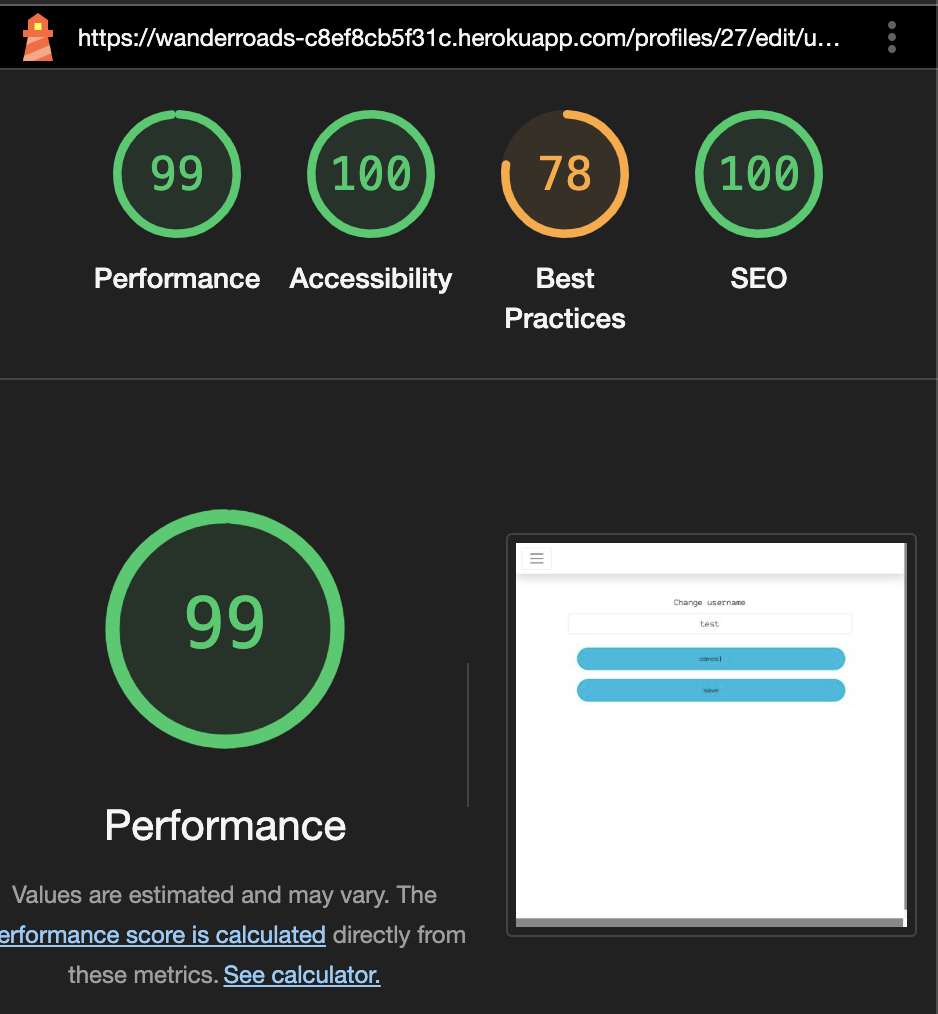 https://wanderroads-c8ef8cb5f31c.herokuapp.com/profiles/27/edit/u…
99
100
78
100
Performance
Accessibility
Best
Practices
SEO
99
Performance
Values are estimated and may vary. The
erformance score is calculated directly from
these metrics. See calculator.
Change username
test
cancel
save